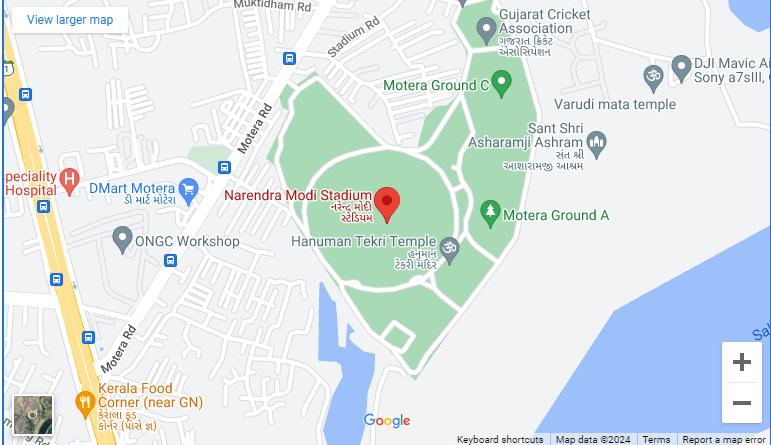 View larger map
Muktidham Rd
Stadium Rd
Gujarat Cricket
Association
ગુજરાત ક્રિકેટ
એસોસિયેશન
1
Motera Ground C
DJI Mavic Ai
Sony a7sIII, C
Varudi mata temple
Motera Rd
Sant Shri
Asharamji Ashram
સંત શ્રી
આશારામજી આશ્રમ
peciality
Hospital
DMart Motera
ડી માર્ટ મોટેરા
Narendra Modi Stadium
નરેન્દ્ર મોદી
સ્ટેડિયમ
Motera Ground A
ONGC Workshop
Hanuman Tekri Temple
હનુમાન
ટેકરી મંદિર
Motera Rd
Sa
Kerala Food
Corner (near GN)
કેરાલા ફૂડ
કોર્નર (પાસે જ્ઞ)
Google
Keyboard shortcuts
Map data ©2024
Terms
Report a map error